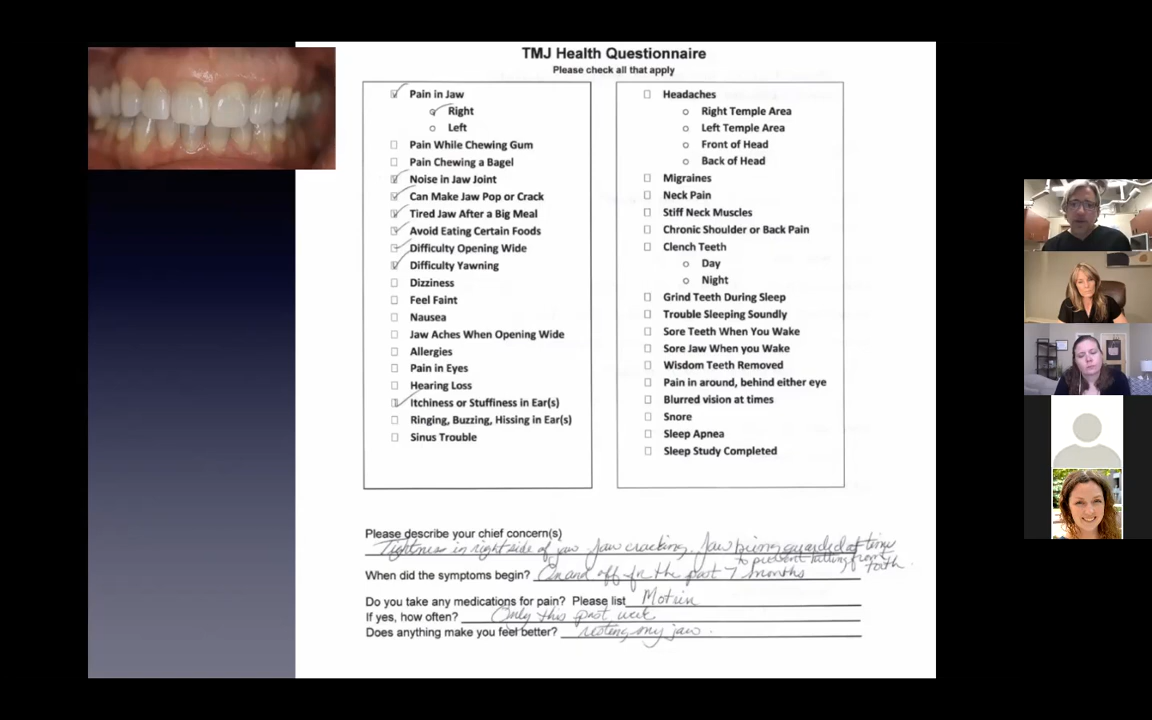 TMJ Health Questionnaire
Please check all that apply
Pain in Jaw
Right
Left
Pain While Chewing Gum
Pain Chewing a Bagel
Noise in Jaw Joint
Can Make Jaw Pop or Crack
Tired Jaw After a Big Meal
Avoid Eating Certain Foods
Difficulty Opening Wide
Difficulty Yawning
Dizziness
Feel Faint
Nausea
Jaw Aches When Opening Wide
Allergies
Pain in Eyes
Hearing Loss
Itchiness or Stuffiness in Ear(s)
Ringing, Buzzing, Hissing in Ear(s)
Sinus Trouble
Headaches
Right Temple Area
Left Temple Area
Front of Head
Back of Head
Migraines
Neck Pain
Stiff Neck Muscles
Chronic Shoulder or Back Pain
Clench Teeth
Day
Night
Grind Teeth During Sleep
Trouble Sleeping Soundly
Sore Teeth When You Wake
Sore Jaw When you Wake
Wisdom Teeth Removed
Pain in around, behind either eye
Blurred vision at times
Snore
Sleep Apnea
Sleep Study Completed
Please describe your chief concern(s)
Tightness in right side of jaw Jaw cracking, Jaw being guarded at time
to prevent from
tooth
When did the symptoms begin? On and off for the past 7 months
Do you take any medications for pain? Please list Motrin
If yes, how often? Only this past week
Does anything make you feel better? resting my jaw.